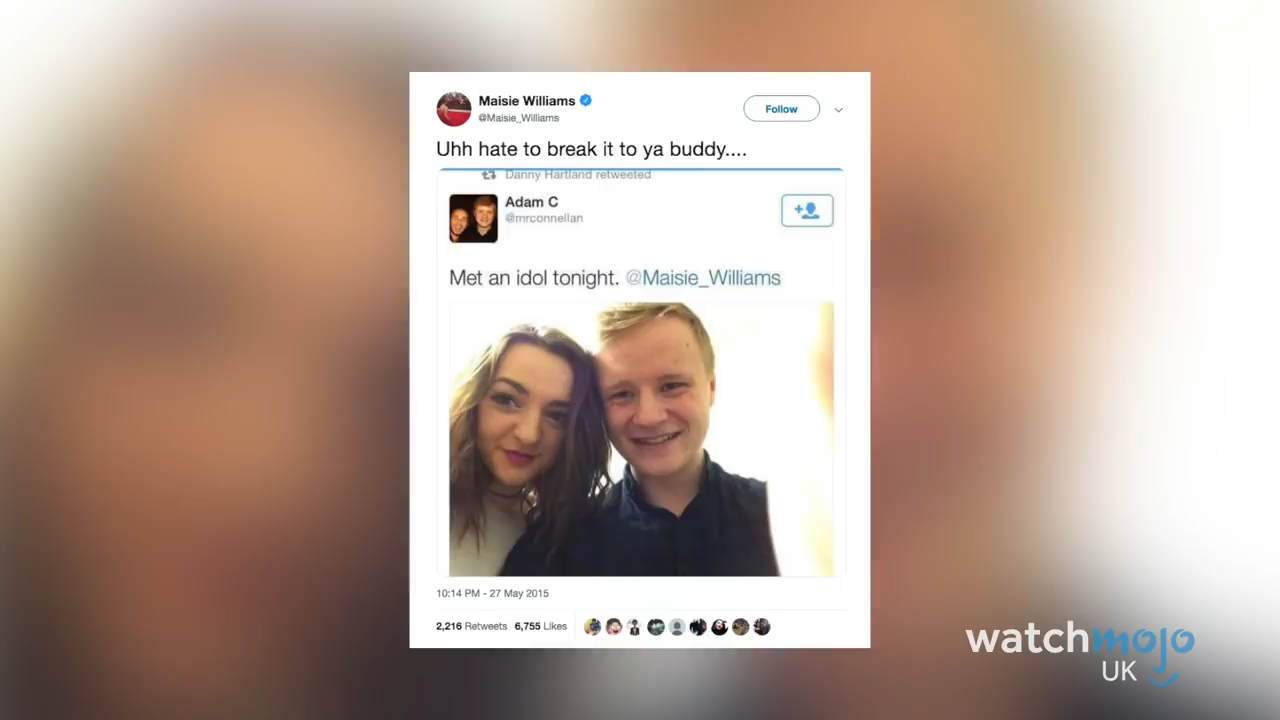 Maisie Williams
@Maisie_Williams
Follow
Uhh hate to break it to ya buddy....
Danny Hartland retweeted
Adam C
@mrconnellan
Met an idol tonight. @Maisie_Williams
10:14 PM - 27 May 2015
2,216 Retweets 6,755 Likes
watchmojo
UK